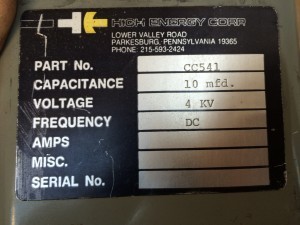 HIGH ENERGY CORP
LOWER VALLEY ROAD
PARKESBURG, PENNSYLVANIA 19365
PHONE: 215-593-2424
PART No. CC541
CAPACITANCE 10 mfd.
VOLTAGE 4 KV
FREQUENCY DC
AMPS
MISC.
SERIAL No.